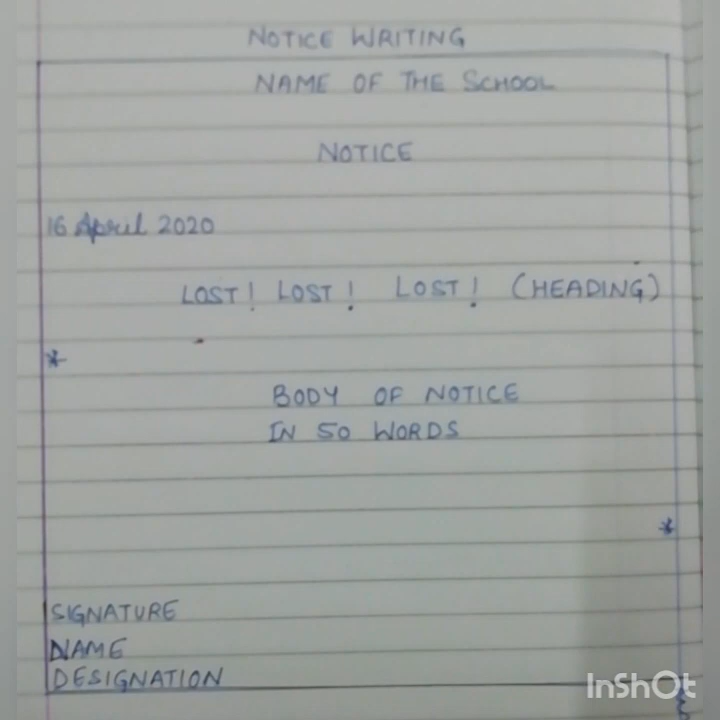 NOTICE WRITING
NAME OF THE SCHOOL
NOTICE
16 April 2020
LOST! LOST! LOST! (HEADING)
*
BODY OF NOTICE
IN 50 WORDS
*
SIGNATURE
NAME
DESIGNATION
InShOt